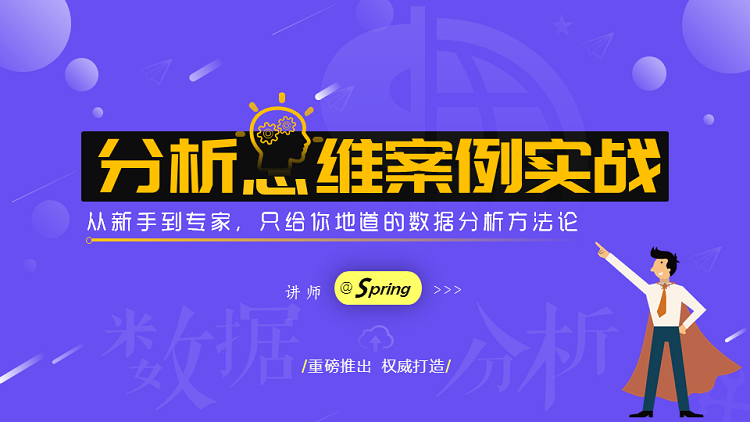 分析思维案例实战
从新手到专家，只给你地道的数据分析方法论
讲师 @Spring >>>
数据 分析
/重磅推出 权威打造/